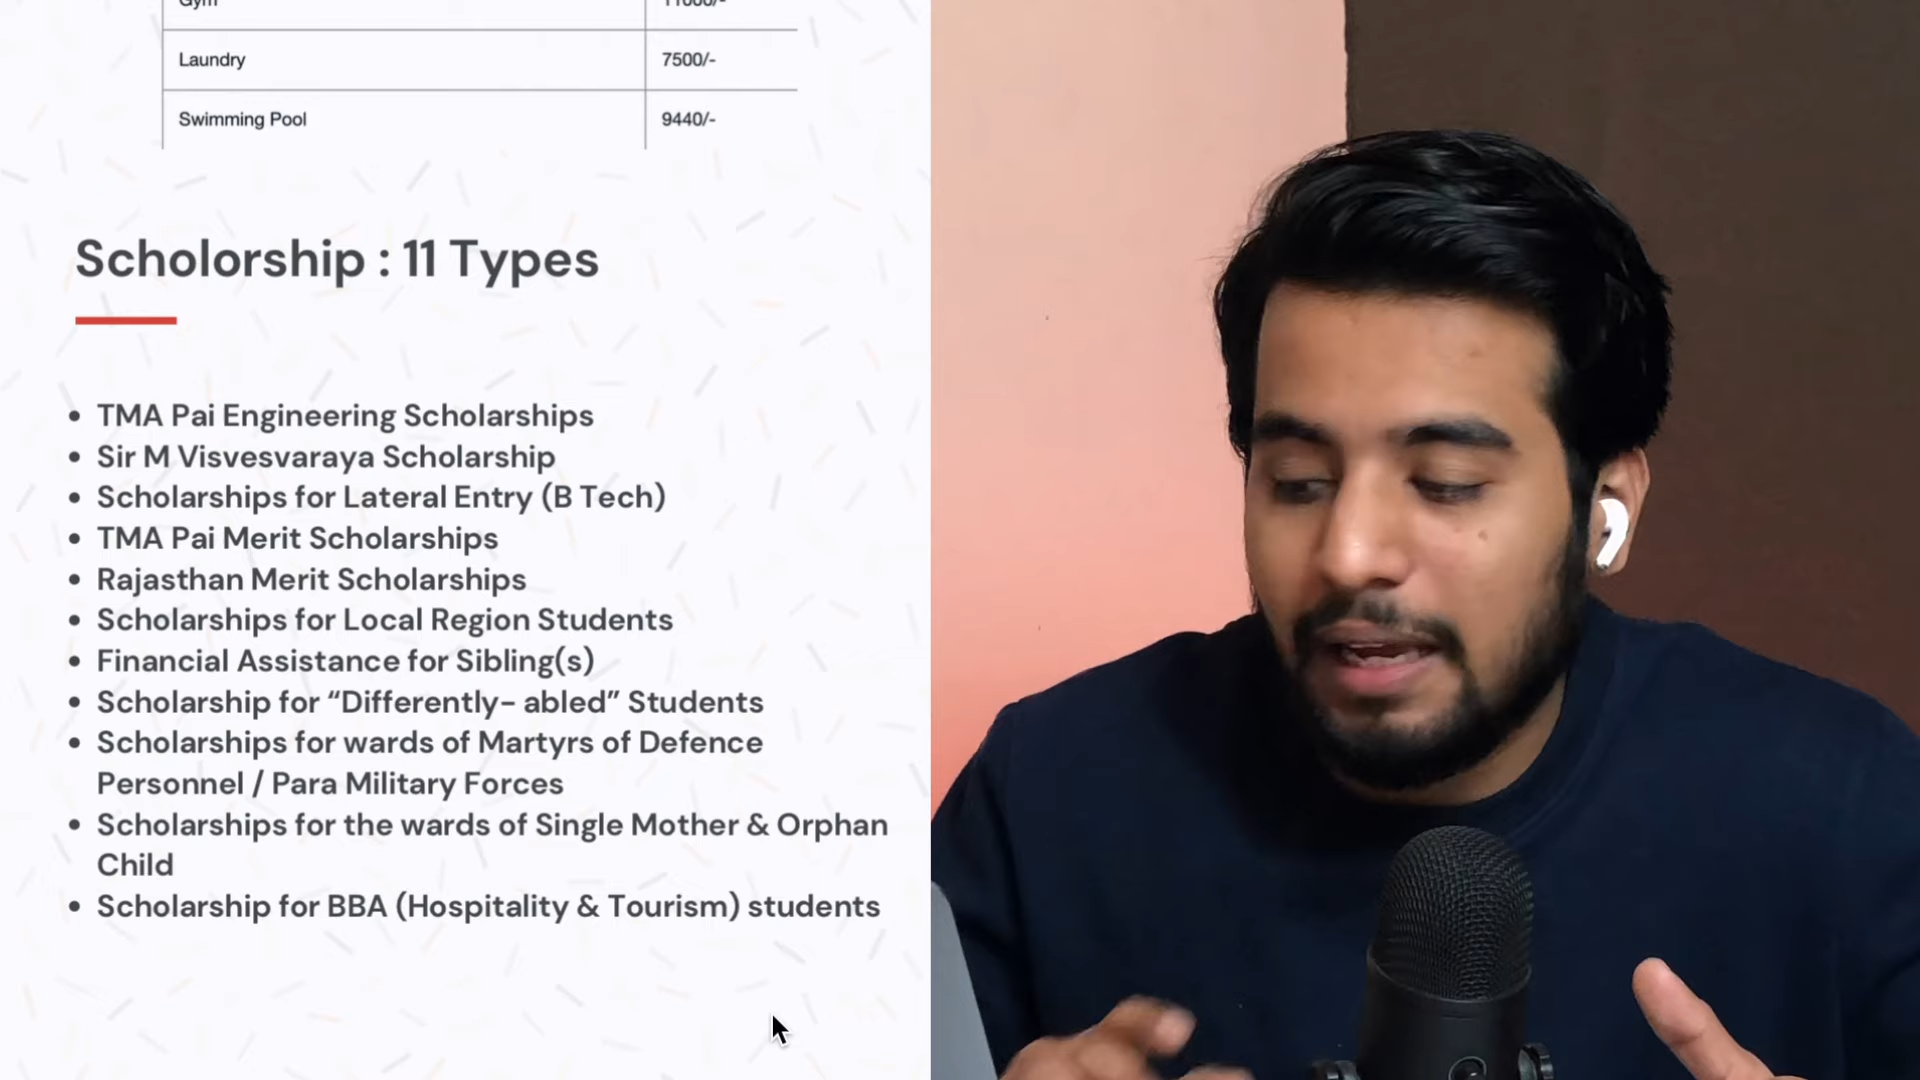 Gym 11000/-
Laundry 7500/-
Swimming Pool 9440/-
Scholorship : 11 Types
• TMA Pai Engineering Scholarships
• Sir M Visvesvaraya Scholarship
• Scholarships for Lateral Entry (B Tech)
• TMA Pai Merit Scholarships
• Rajasthan Merit Scholarships
• Scholarships for Local Region Students
• Financial Assistance for Sibling(s)
• Scholarship for “Differently- abled” Students
• Scholarships for wards of Martyrs of Defence
Personnel / Para Military Forces
• Scholarships for the wards of Single Mother & Orphan
Child
• Scholarship for BBA (Hospitality & Tourism) students